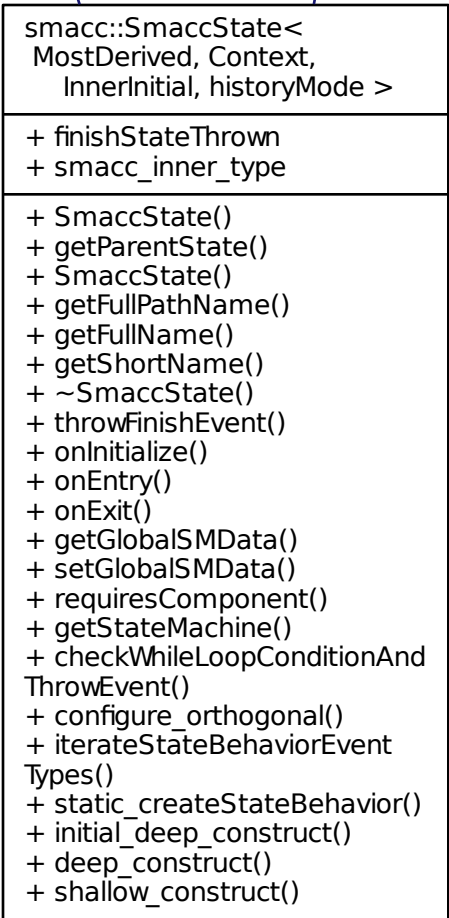 smacc::SmaccState<
MostDerived, Context,
InnerInitial, historyMode >
+ finishStateThrown
+ smacc_inner_type
+ SmaccState()
+ getParentState()
+ SmaccState()
+ getFullPathName()
+ getFullName()
+ getShortName()
+ ~SmaccState()
+ throwFinishEvent()
+ onInitialize()
+ onEntry()
+ onExit()
+ getGlobalSMData()
+ setGlobalSMData()
+ requiresComponent()
+ getStateMachine()
+ checkWhileLoopConditionAnd
ThrowEvent()
+ configure_orthogonal()
+ iterateStateBehaviorEvent
Types()
+ static_createStateBehavior()
+ initial_deep_construct()
+ deep_construct()
+ shallow_construct()